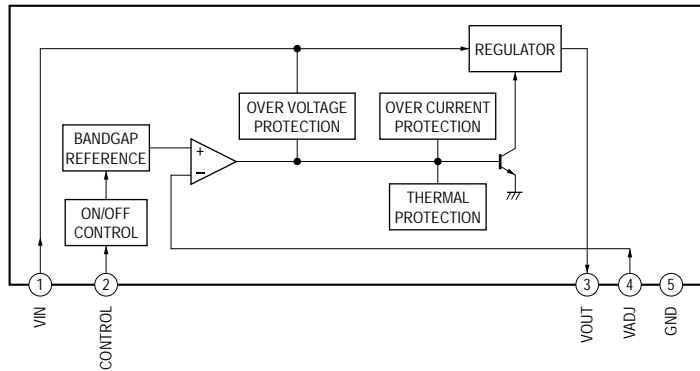 REGULATOR
OVER VOLTAGE
PROTECTION
OVER CURRENT
PROTECTION
BANDGAP
REFERENCE
+
−
THERMAL
PROTECTION
ON/OFF
CONTROL
1
2
3
4
5
VIN
CONTROL
VOUT
VADJ
GND